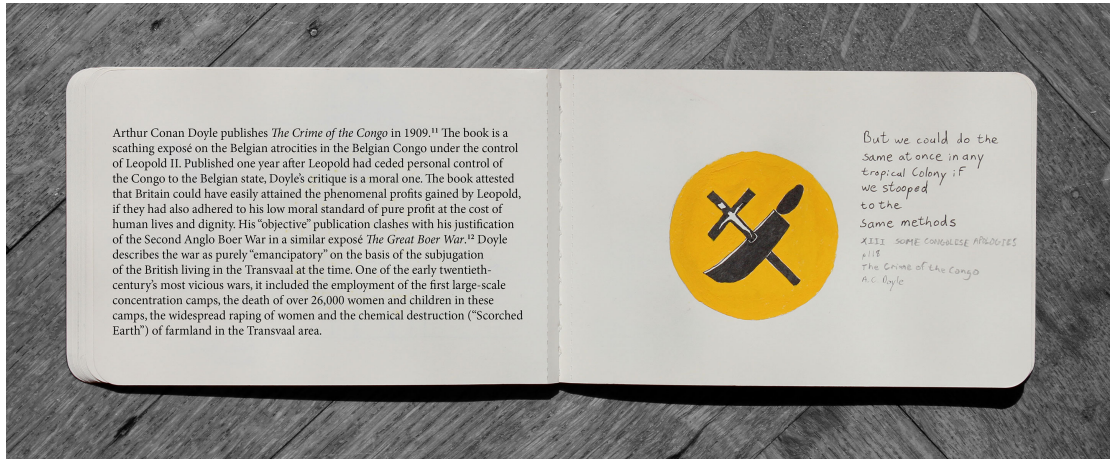 Arthur Conan Doyle publishes The Crime of the Congo in 1909.¹¹ The book is a
scathing exposé on the Belgian atrocities in the Belgian Congo under the control
of Leopold II. Published one year after Leopold had ceded personal control of
the Congo to the Belgian state, Doyle’s critique is a moral one. The book attested
that Britain could have easily attained the phenomenal profits gained by Leopold,
if they had also adhered to his low moral standard of pure profit at the cost of
human lives and dignity. His “objective” publication clashes with his justification
of the Second Anglo Boer War in a similar exposé The Great Boer War.¹² Doyle
describes the war as purely “emancipatory” on the basis of the subjugation
of the British living in the Transvaal at the time. One of the early twentieth-
century’s most vicious wars, it included the employment of the first large-scale
concentration camps, the death of over 26,000 women and children in these
camps, the widespread raping of women and the chemical destruction (“Scorched
Earth”) of farmland in the Transvaal area.
But we could do the
same at once in any
tropical Colony if
we stooped
to the
same methods
XIII SOME CONGOLESE APOLOGIES
p118
The Crime of the Congo
A.C. Doyle